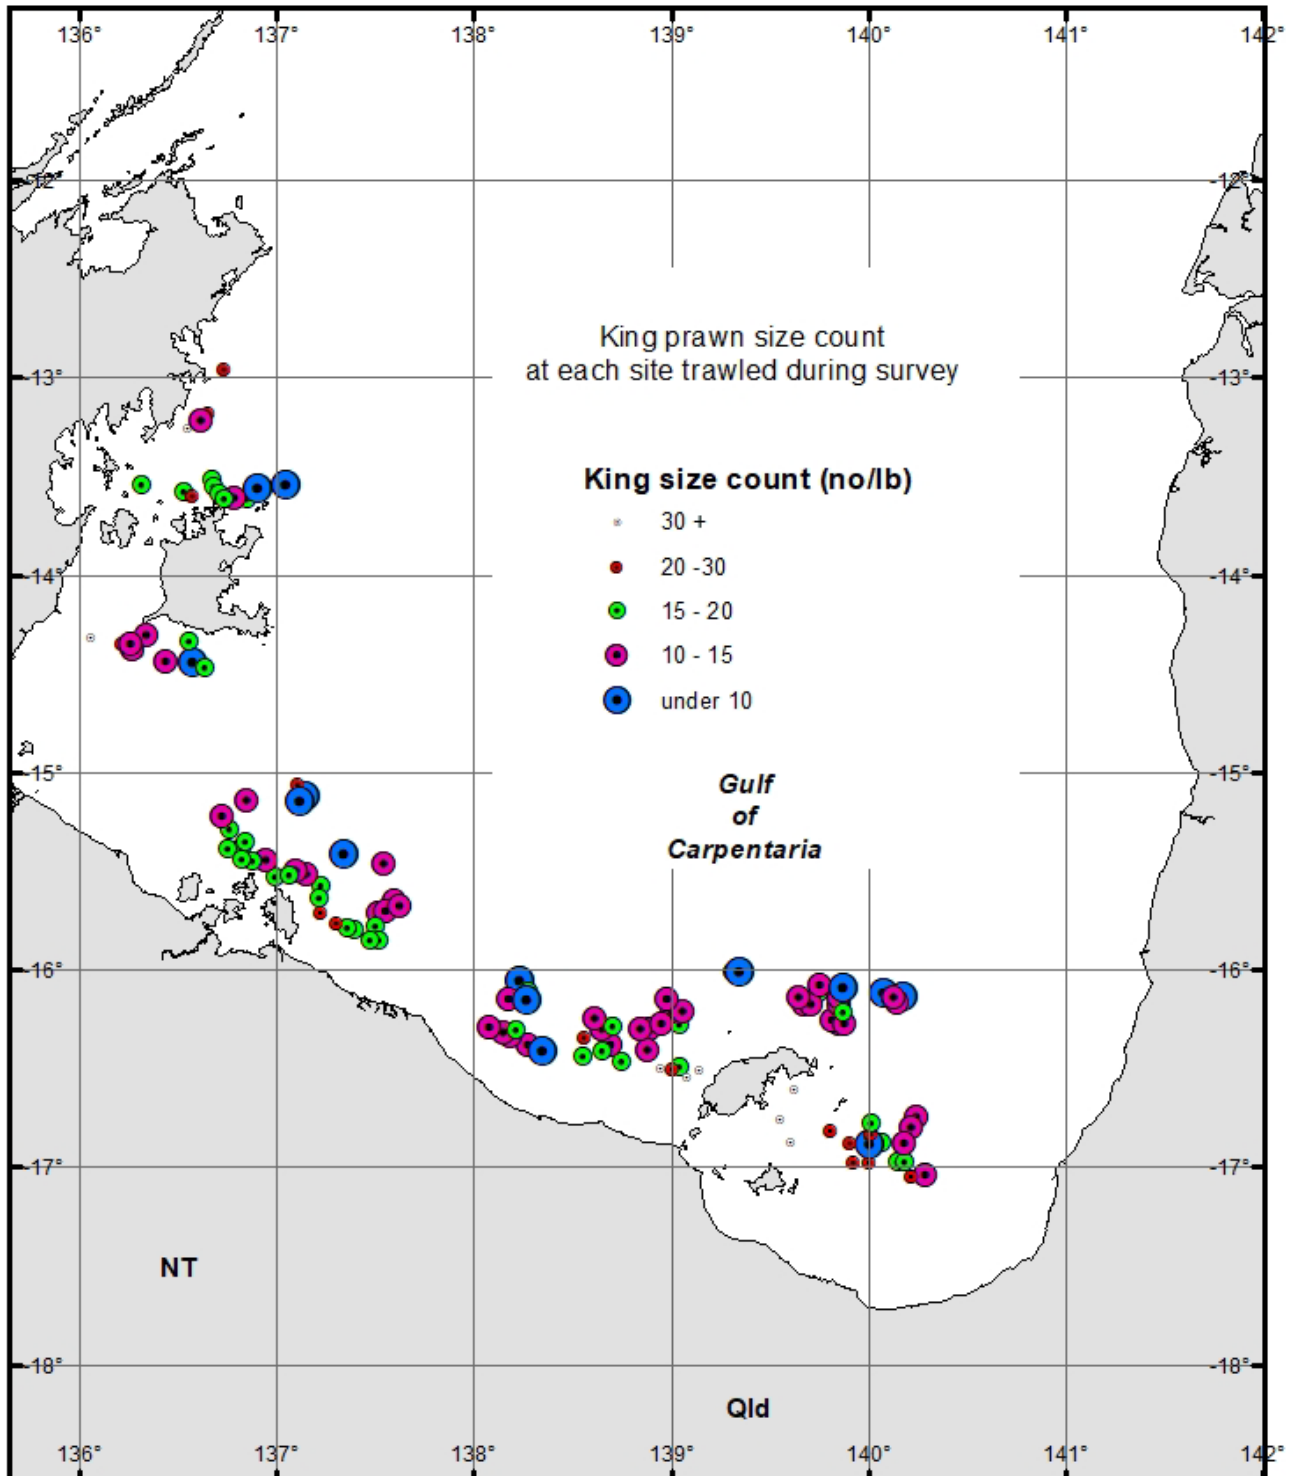 136° 137° 138° 139° 140° 141° 142°
-12° -12°
King prawn size count
at each site trawled during survey
-13° -13°
King size count (no/lb)
30 +
20 -30
-14° -14°
15 - 20
10 - 15
under 10
-15° -15°
Gulf
of
Carpentaria
-16° -16°
-17° -17°
NT
-18° -18°
Qld
136° 137° 138° 139° 140° 141° 142°